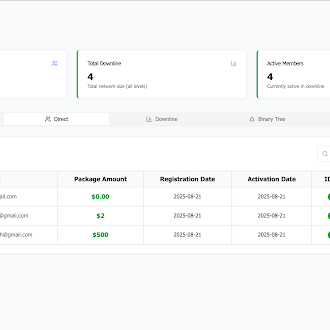 Total Downline
Active Members
4
4
Total network size (all levels)
Currently active in downline
Direct
Downline
Binary Tree
Package Amount
Registration Date
Activation Date
ail.com
$0.00
2025-08-21
2025-08-21
@gmail.com
$2
2025-08-21
2025-08-21
h@gmail.com
$500
2025-08-21
2025-08-21